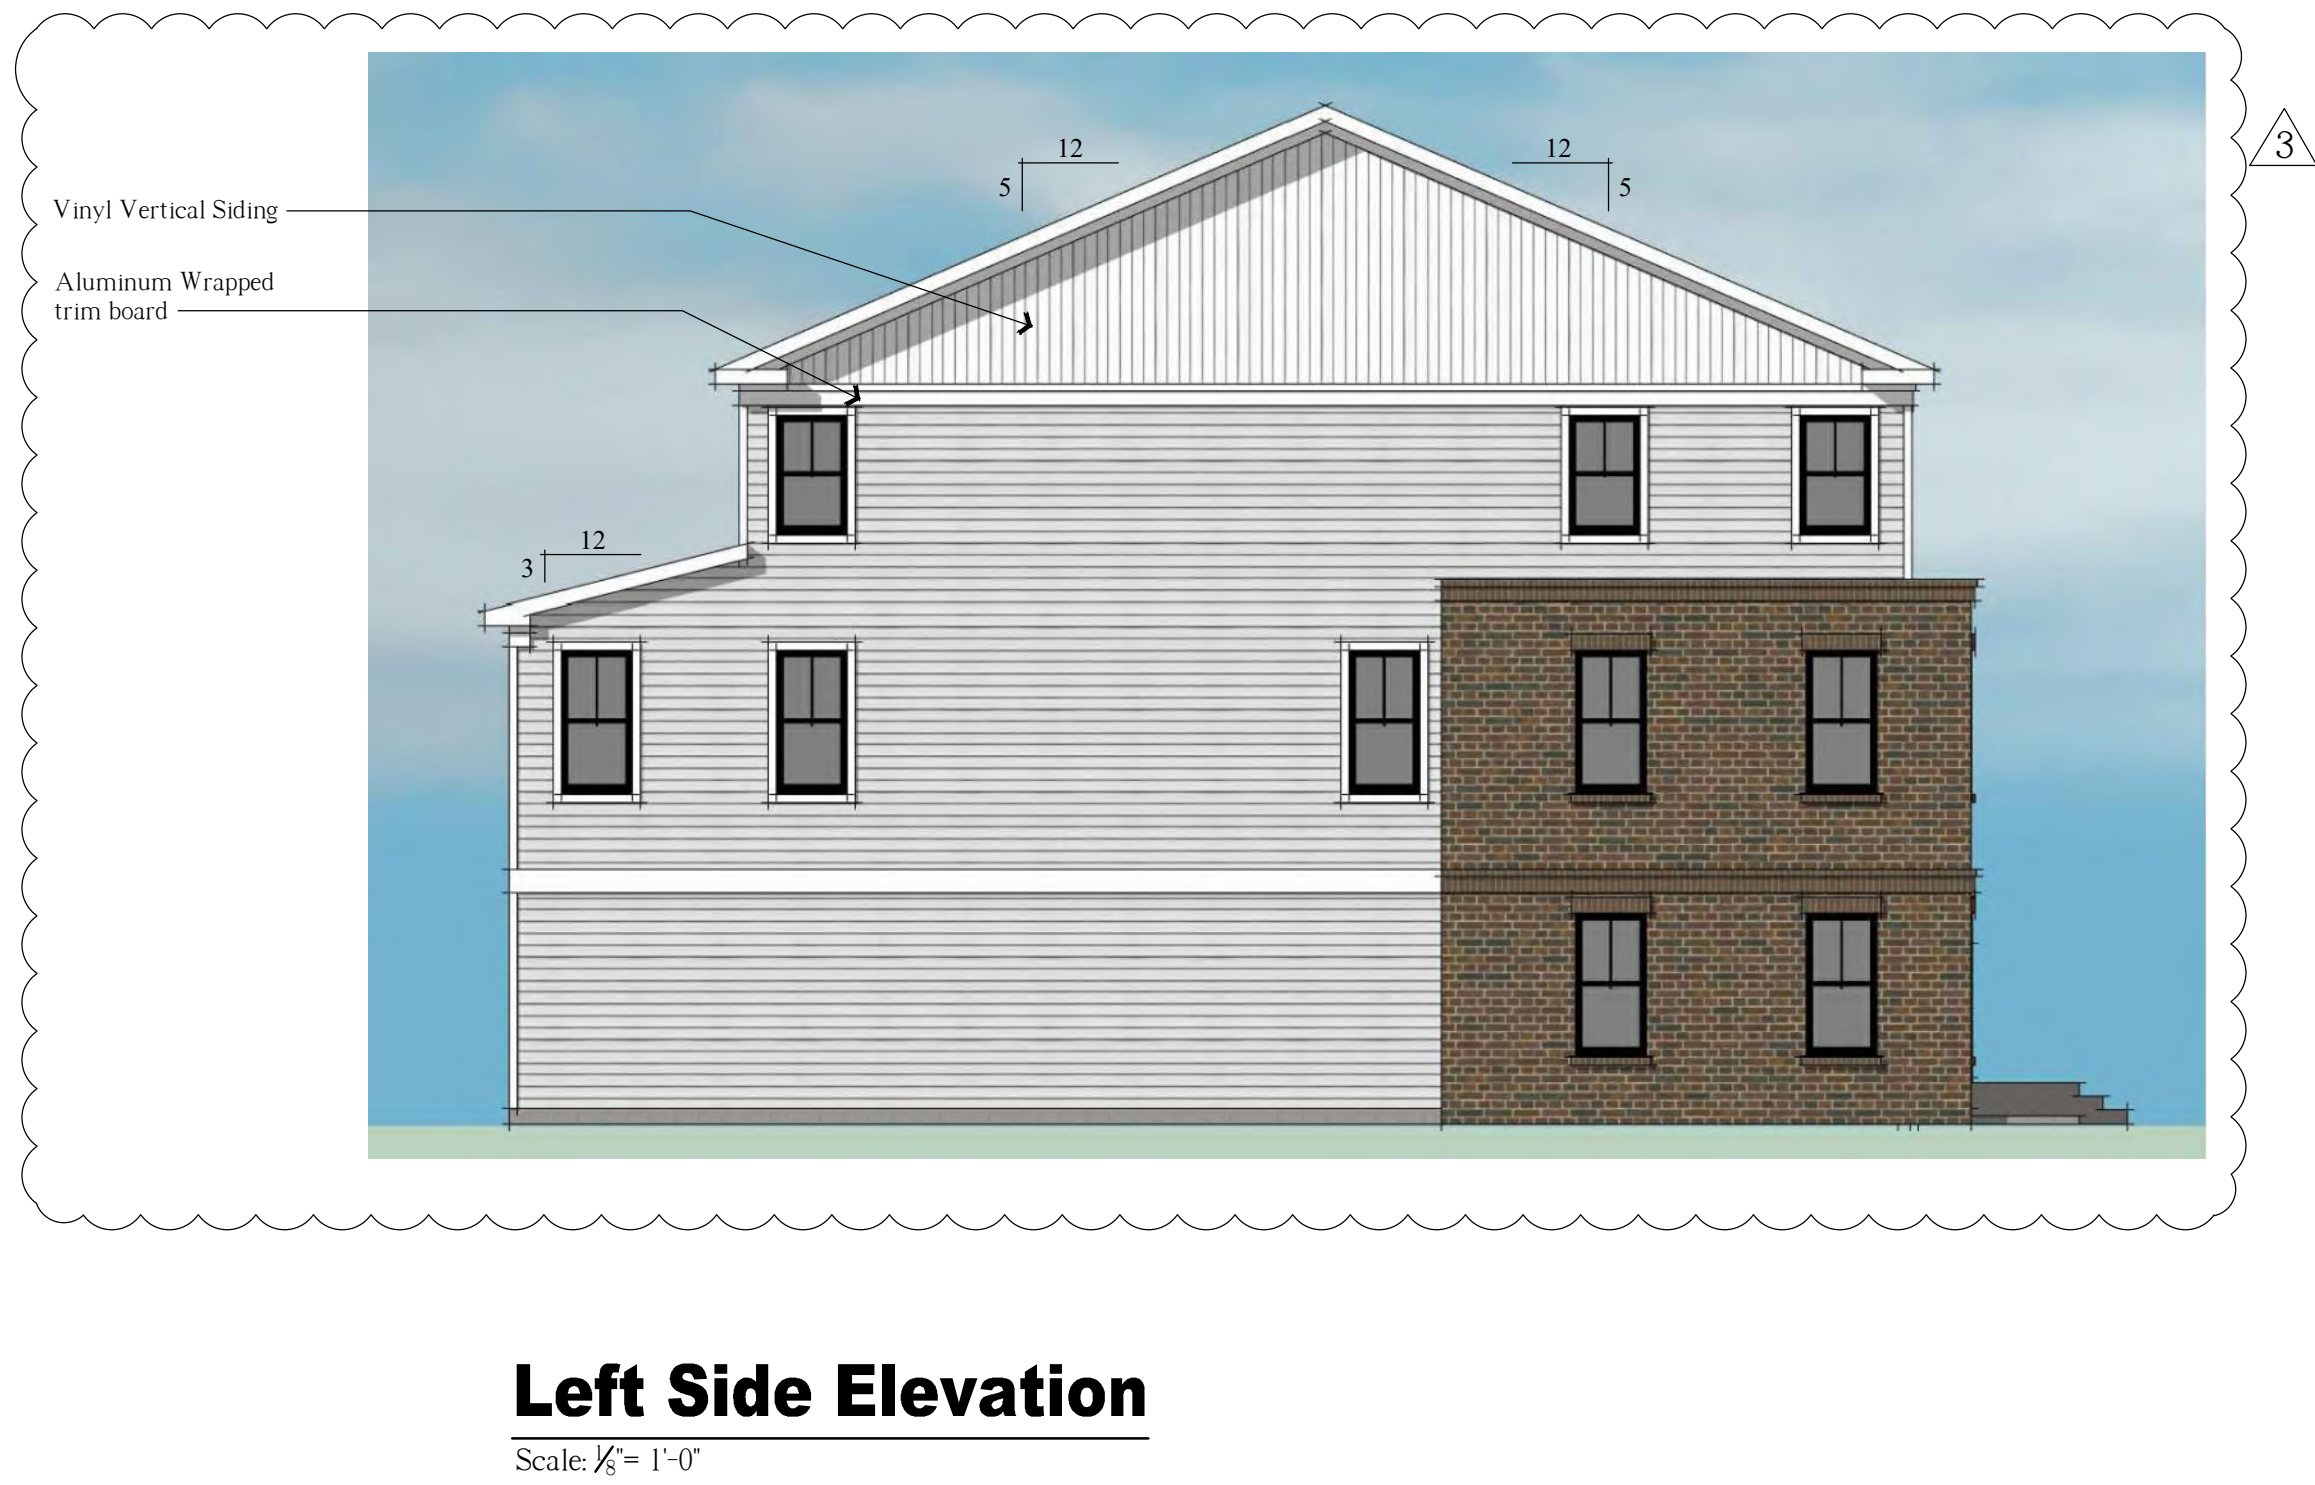 3
12
12
5
5
Vinyl Vertical Siding
Aluminum Wrapped
trim board
12
3
Left Side Elevation
Scale: 1/8"= 1'-0"